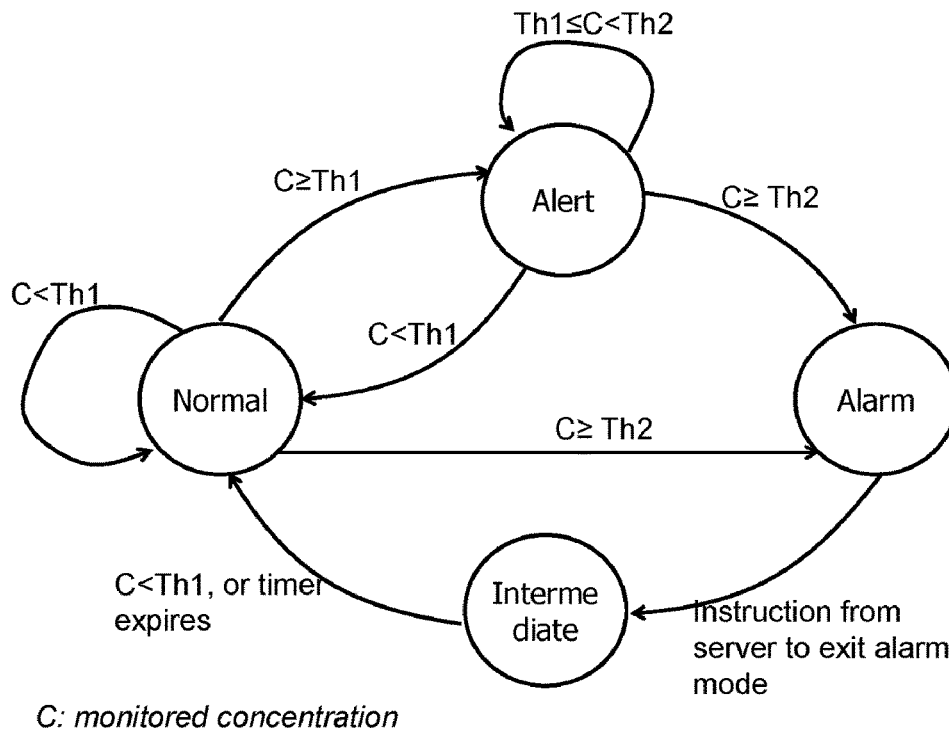 Th1≤C<Th2
C≥Th1
Alert
C≥ Th2
C<Th1
C<Th1
Normal
Alarm
C≥ Th2
C<Th1, or timer
expires
Interme
diate
Instruction from
server to exit alarm
mode
C: monitored concentration